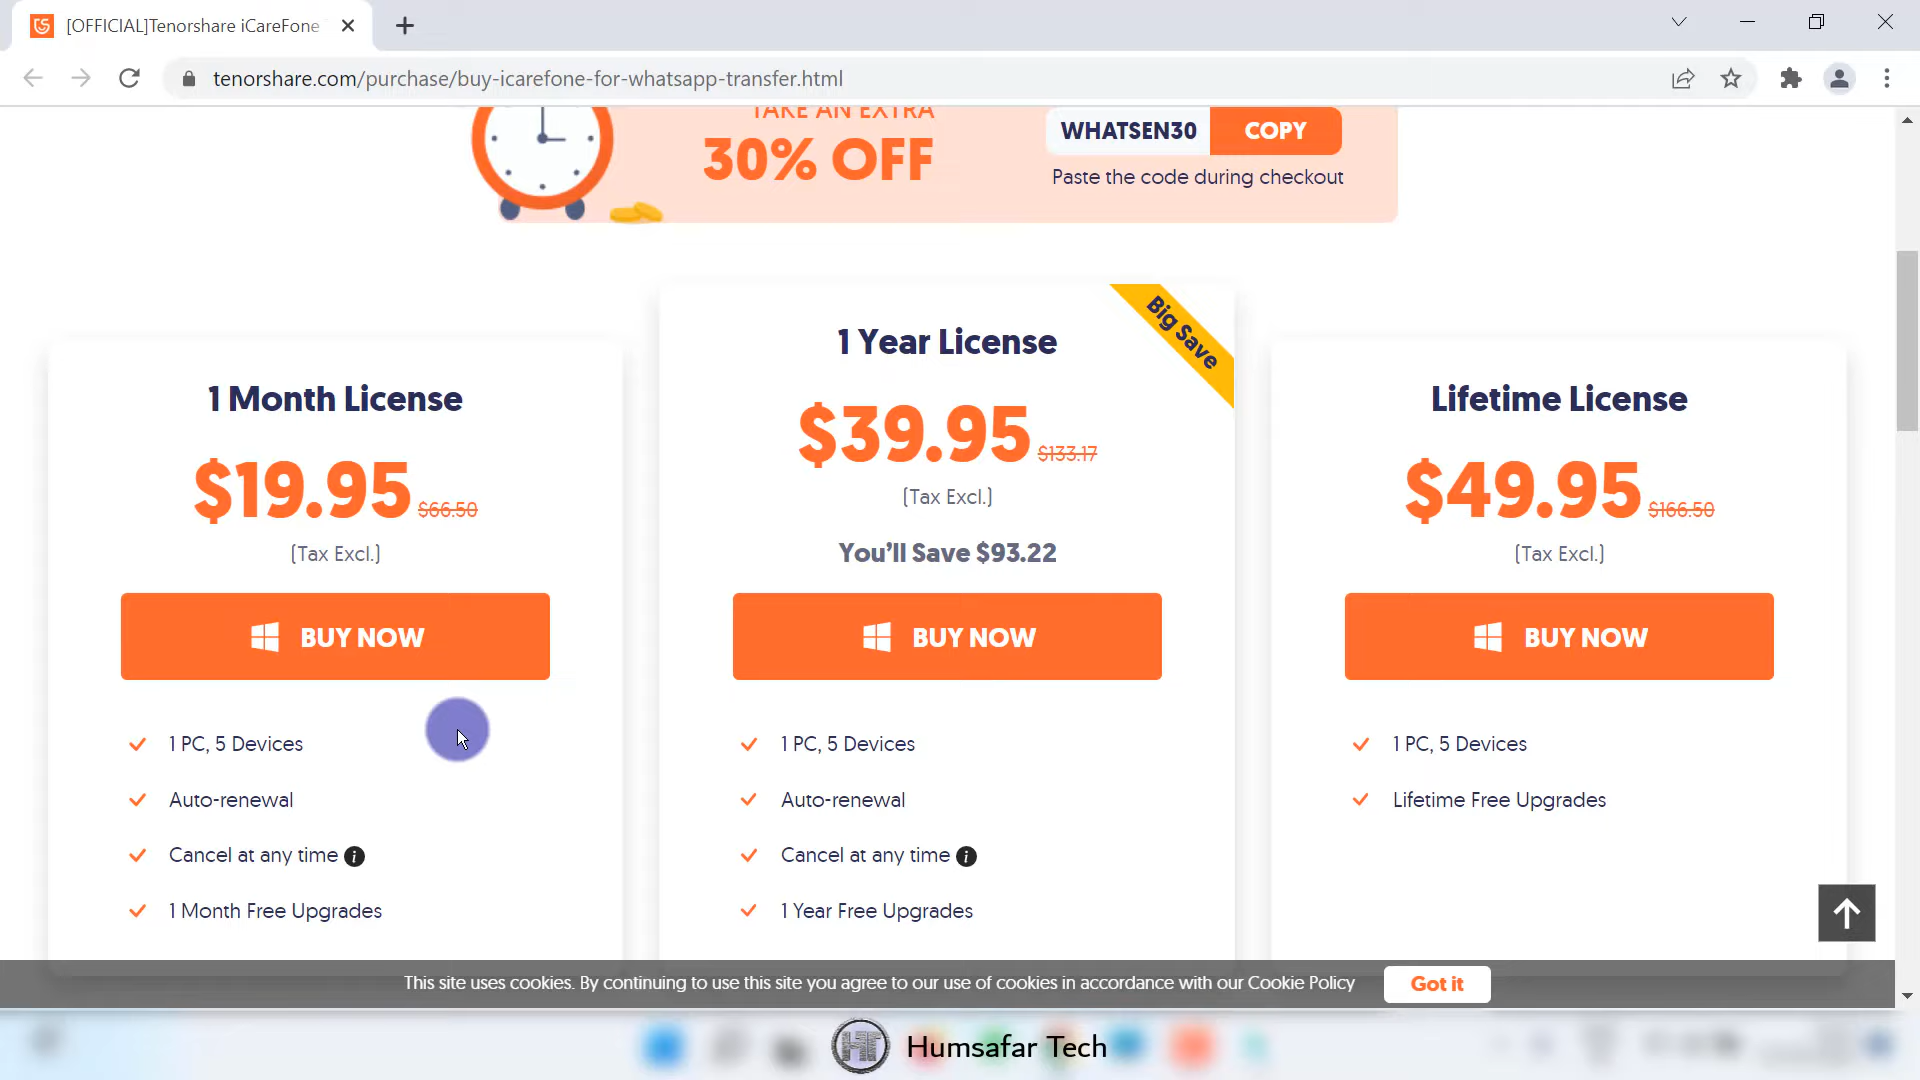 [OFFICIAL]Tenorshare iCareFone
tenorshare.com/purchase/buy-icarefone-for-whatsapp-transfer.html
TAKE AN EXTRA
30% OFF
WHATSEN30
COPY
Paste the code during checkout
1 Month License
$19.95 $66.50
(Tax Excl.)
BUY NOW
1 PC, 5 Devices
Auto-renewal
Cancel at any time
1 Month Free Upgrades
Big Save
1 Year License
$39.95 $133.17
(Tax Excl.)
You'll Save $93.22
BUY NOW
1 PC, 5 Devices
Auto-renewal
Cancel at any time
1 Year Free Upgrades
Lifetime License
$49.95 $166.50
(Tax Excl.)
BUY NOW
1 PC, 5 Devices
Lifetime Free Upgrades
This site uses cookies. By continuing to use this site you agree to our use of cookies in accordance with our Cookie Policy
Got it
Humsafar Tech